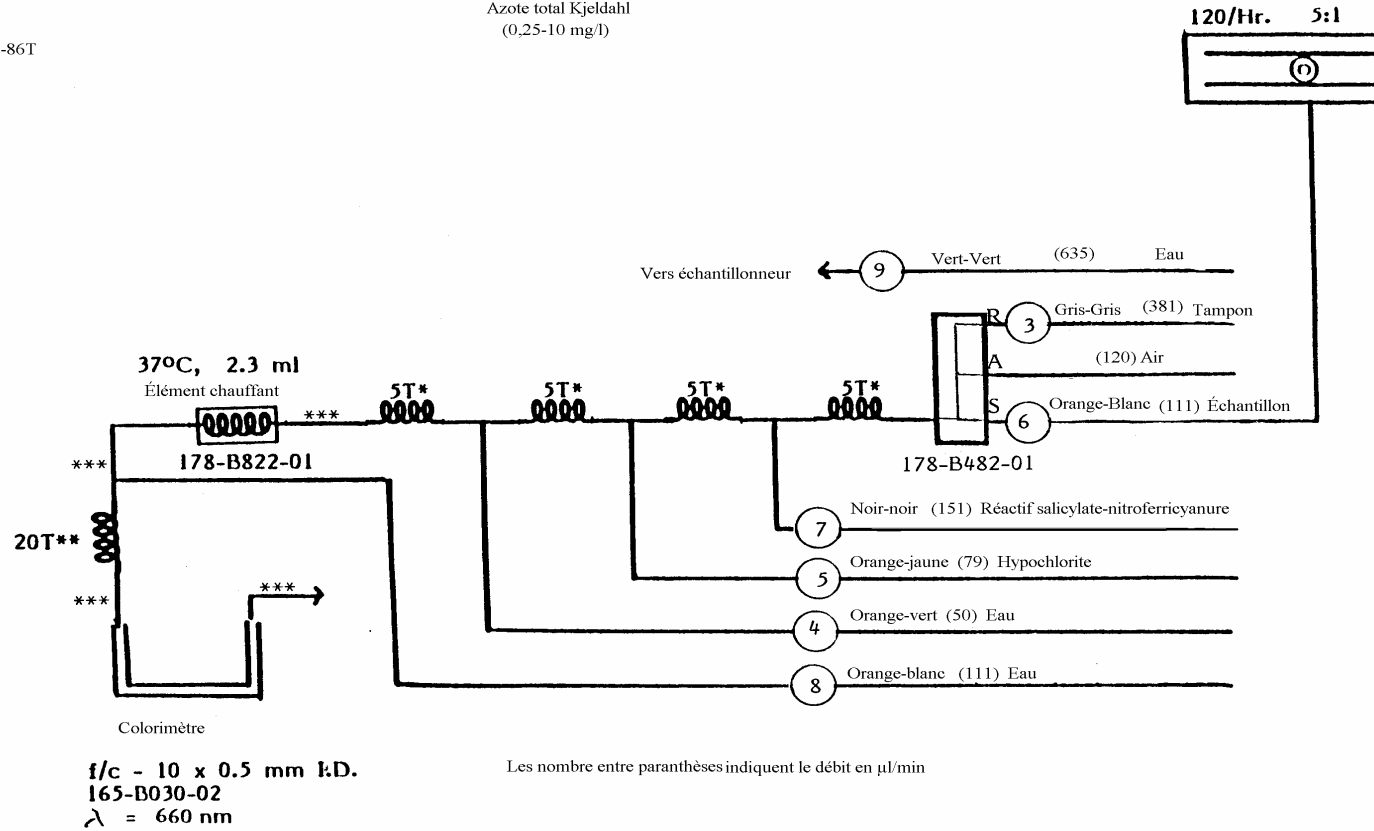 Azote total Kjeldahl
(0,25-10 mg/l)
120/Hr. 5:1
-86T
Vers échantillonneur 9 Vert-Vert (635) Eau
R 3 Gris-Gris (381) Tampon
A (120) Air
S 6 Orange-Blanc (111) Échantillon
178-B482-01
37°C, 2.3 ml
Élément chauffant
***
5T* 5T* 5T* 5T*
178-B822-01
***
20T**
***
***
7 Noir-noir (151) Réactif salicylate-nitroferricyanure
5 Orange-jaune (79) Hypochlorite
4 Orange-vert (50) Eau
8 Orange-blanc (111) Eau
Colorimètre
f/c - 10 x 0.5 mm I.D.
165-B030-02
λ = 660 nm
Les nombre entre paranthèses indiquent le débit en µl/min